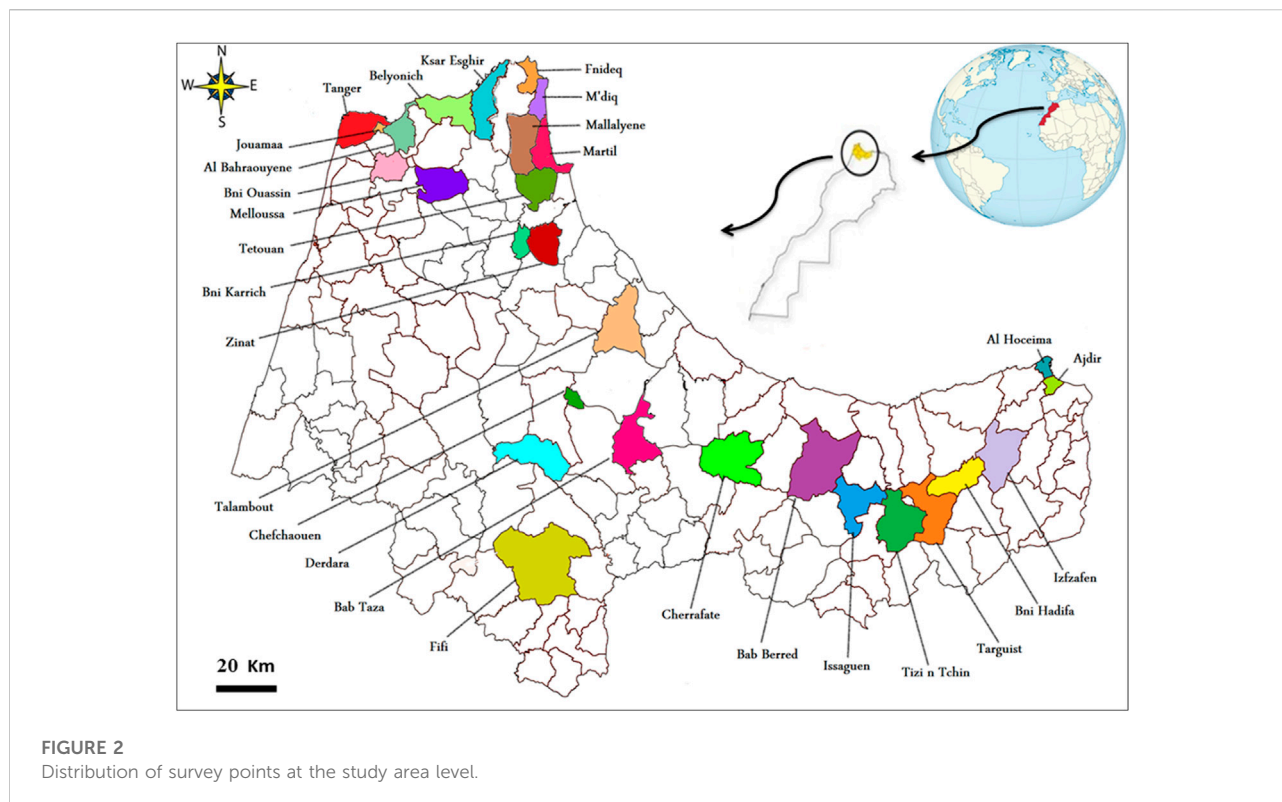 N
W
E
S
Ksar Esghir
Belyonich
Tanger
Fnideq
M'diq
Mallalyene
Martil
Jouamaa
Al Bahraouyene
Bni Ouassin
Melloussa
Tetouan
Bni Karrich
Zinat
Al Hoceima
Ajdir
Talambout
Chefchaouen
Derdara
Bab Taza
Fifi
Cherrafate
Bab Berred
Issaguen
Tizi n Tchin
Targuist
Bni Hadifa
Izfzafen
20 Km
FIGURE 2
Distribution of survey points at the study area level.